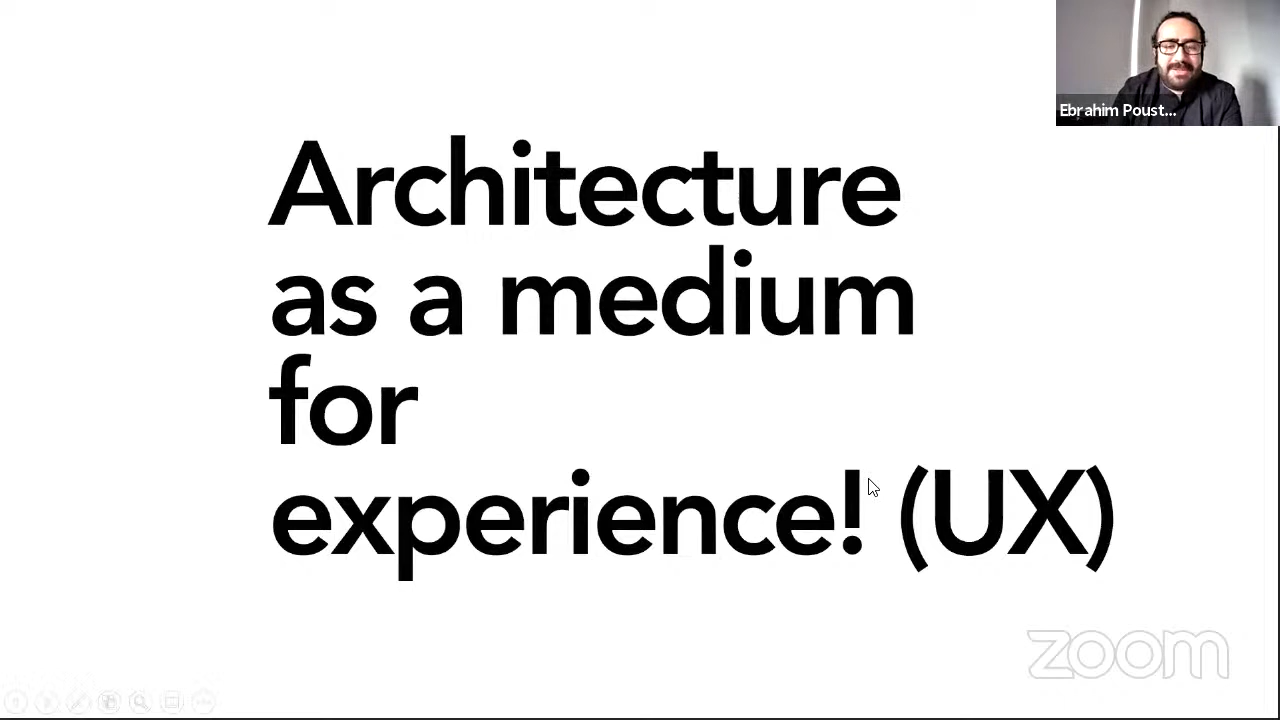 Ebrahim Poust...
Architecture
as a medium
for
experience! (UX)
zoom